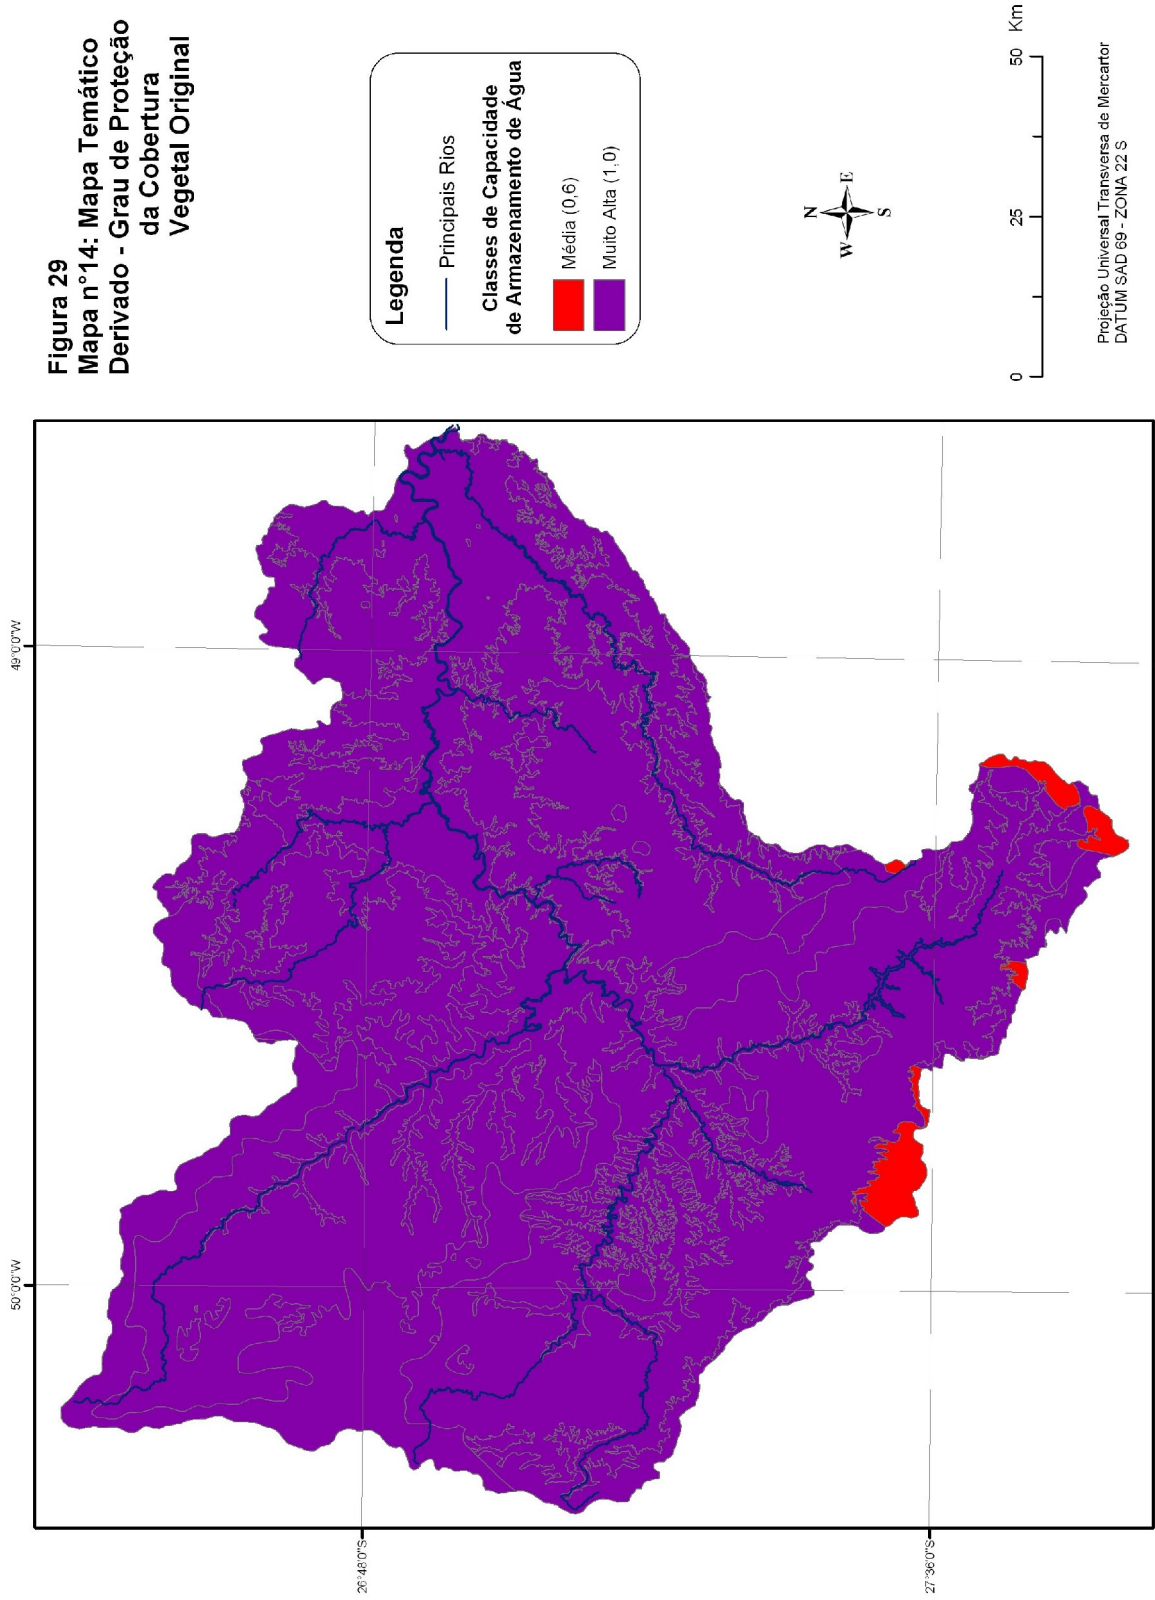 Figura 29
Mapa n°14: Mapa Temático
Derivado - Grau de Proteção
da Cobertura
Vegetal Original
Legenda
Principais Rios
Classes de Capacidade
de Armazenamento de Água
Média (0,6)
Muito Alta (1,0)
N
W
E
S
0
25
50
Km
Projeção Universal Transversa de Mercartor
DATUM SAD 69 - ZONA 22 S
50°0'0"W
49°0'0"W
26°48'0"S
27°36'0"S